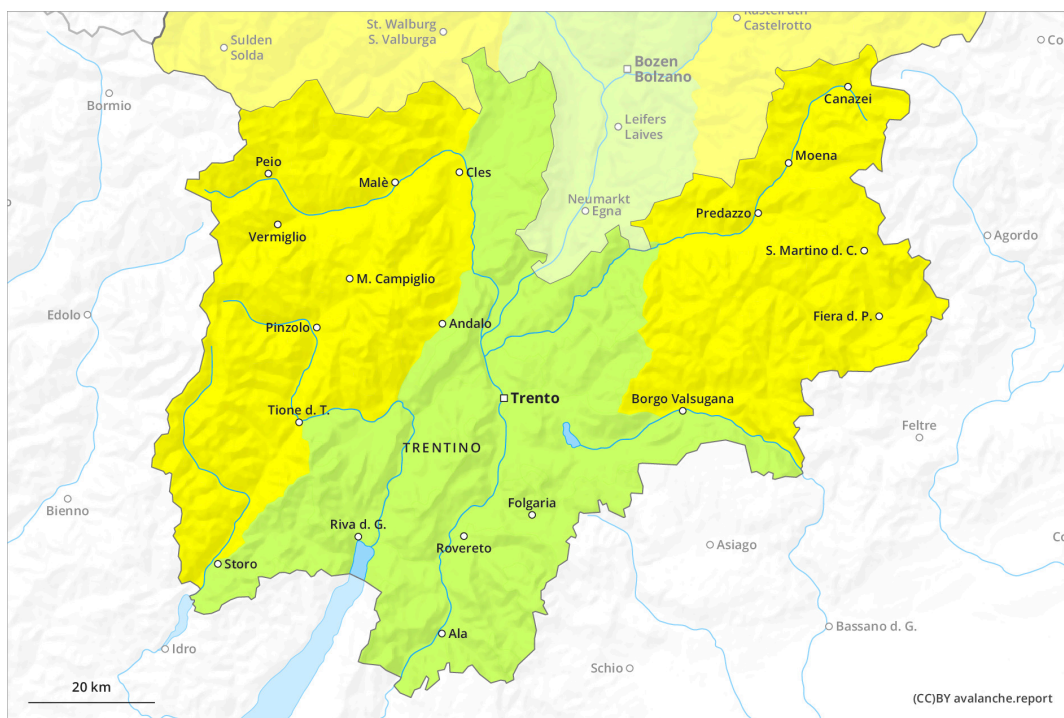 St. Walburg
S. Valburga
Kastelruth
Castelrotto
Sulden
Solda
Bozen
Bolzano
Bormio
Canazei
Leifers
Laives
Peio
Malè
Cles
Moena
Neumarkt
Egna
Predazzo
Vermiglio
Agordo
S. Martino d. C.
M. Campiglio
Edolo
Pinzolo
Andalo
Fiera d. P.
Trento
Borgo Valsugana
Tione d. T.
Feltre
TRENTINO
Bienno
Folgaria
Riva d. G.
Rovereto
Asiago
Storo
Ala
Bassano d. G.
Idro
Schio
20 km
(CC)BY avalanche.report